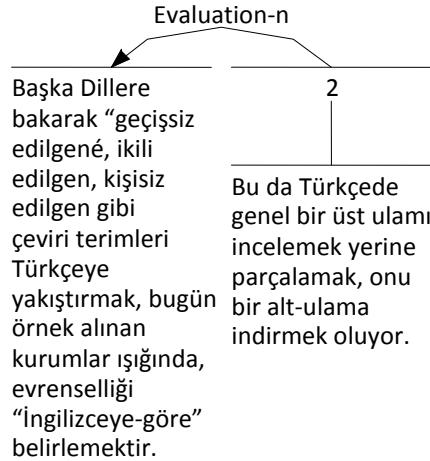 Evaluation-n
Başka Dillere
bakarak “geçişsiz
edilgené, ikili
edilgen, kişisiz
edilgen gibi
çeviri terimleri
Türkçeye
yakıştırmak, bugün
örnek alınan
kurumlar ışığında,
evrenselliği
“İngilizceye-göre”
belirlemektir.
2
Bu da Türkçede
genel bir üst ulamı
incelemek yerine
parçalamak, onu
bir alt-ulama
indirmek oluyor.